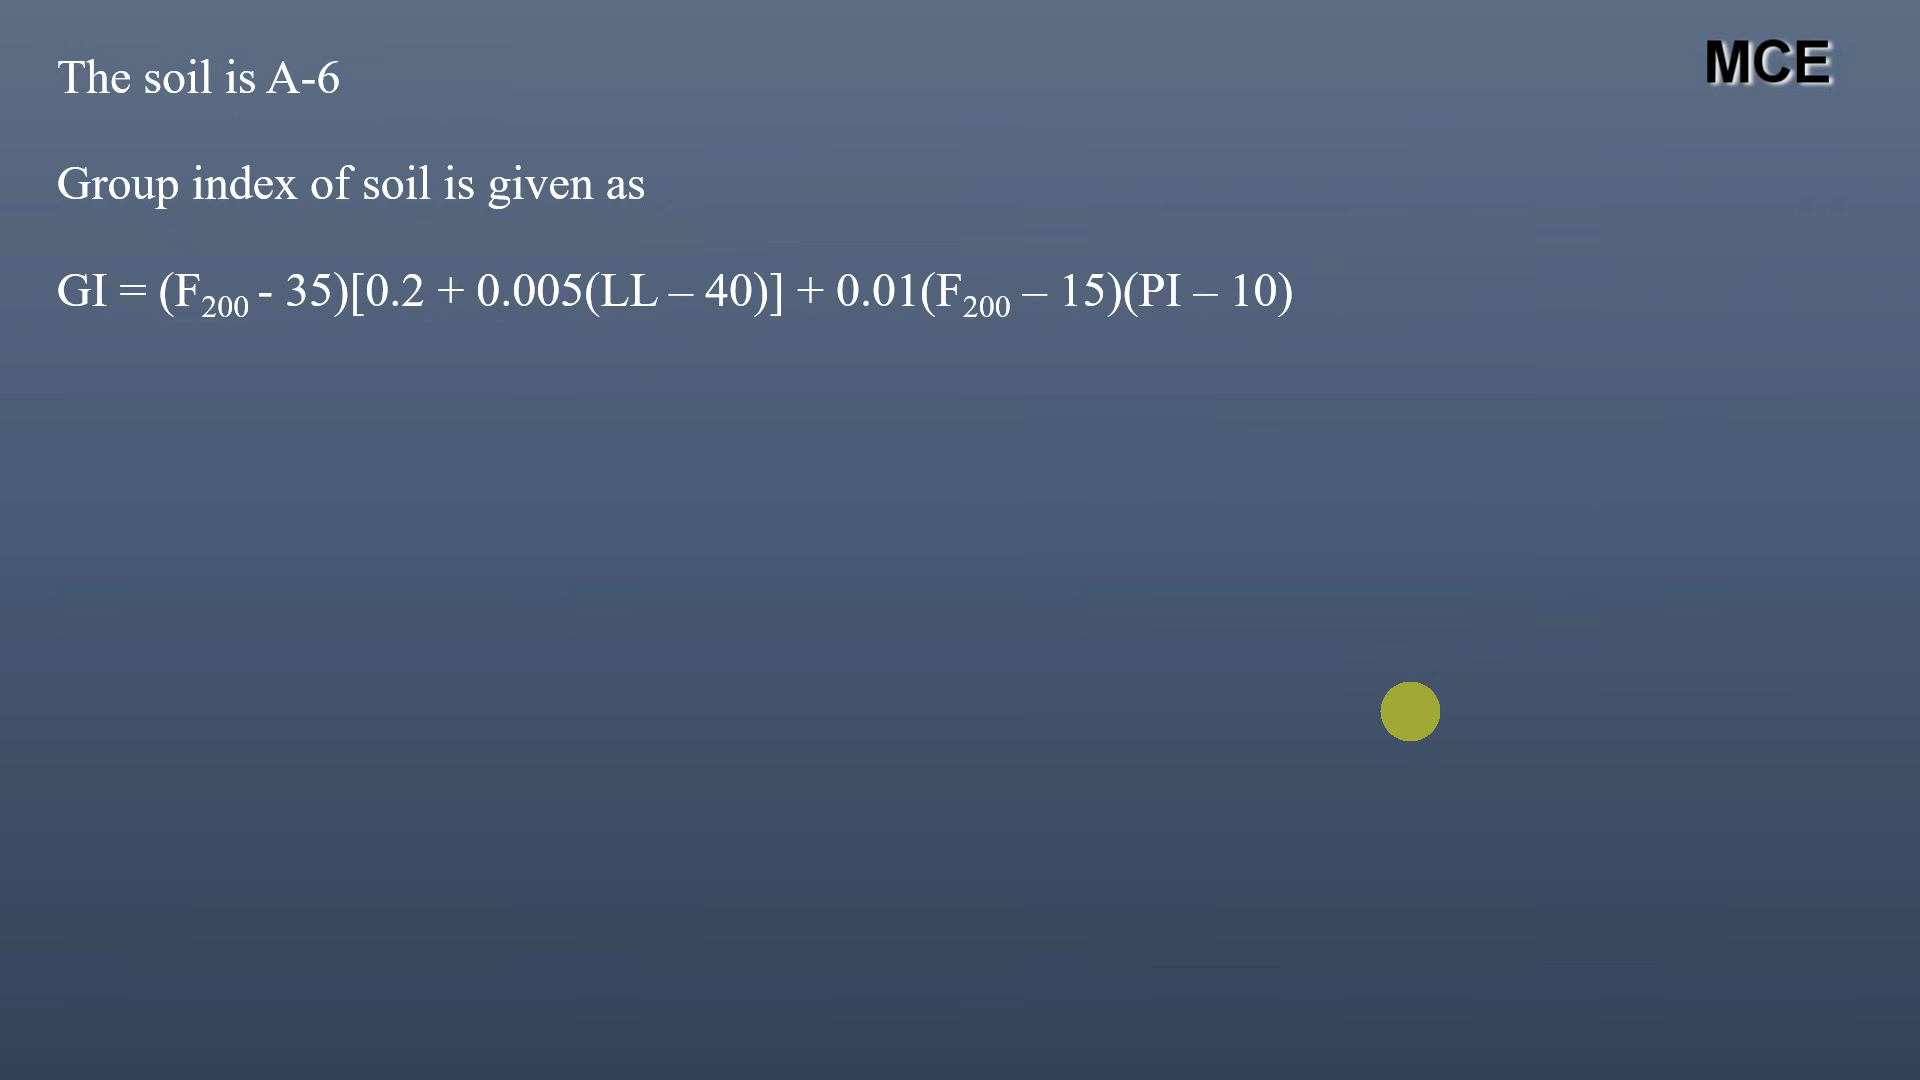 The soil is A-6
MCE
Group index of soil is given as
GI = (F200 - 35)[0.2 + 0.005(LL – 40)] + 0.01(F200 – 15)(PI – 10)